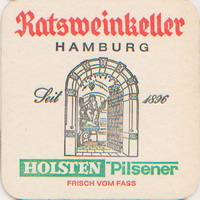 Ratsweinkeller
HAMBURG
Seit 1896
HOLSTEN-Pilsener
FRISCH VOM FASS